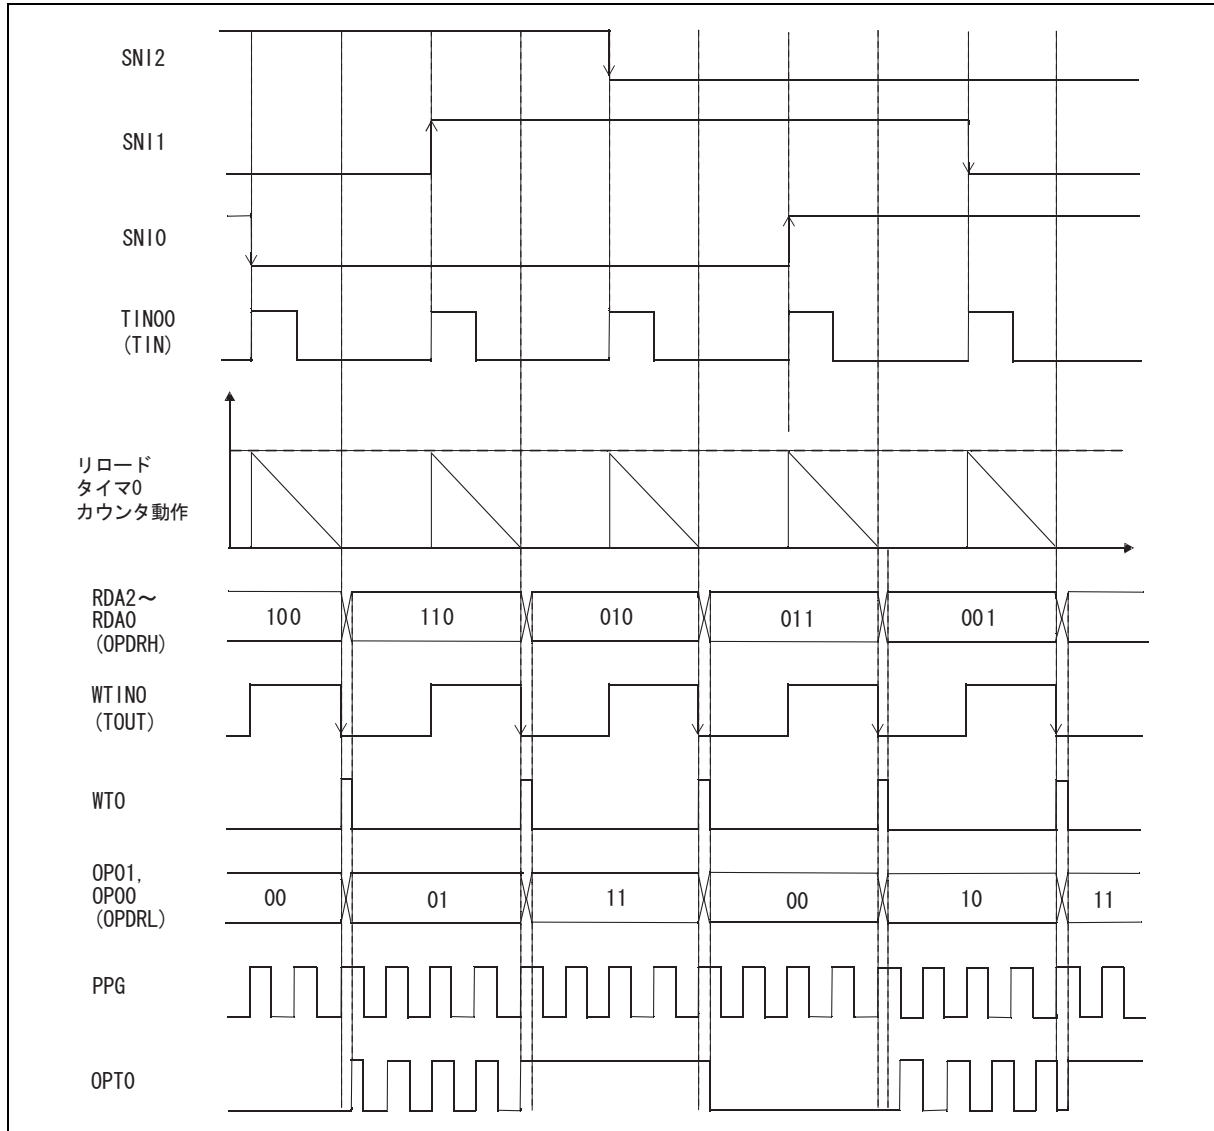 SNI2
SNI1
SNI0
TIN00
(TIN)
リロード
タイマ0
カウンタ動作
RDA2～
RDA0
(OPDRH)
100 110 010 011 001
WTIN0
(TOUT)
WTO
OP01,
OP00
(OPDRL)
00 01 11 00 10 11
PPG
OPT0